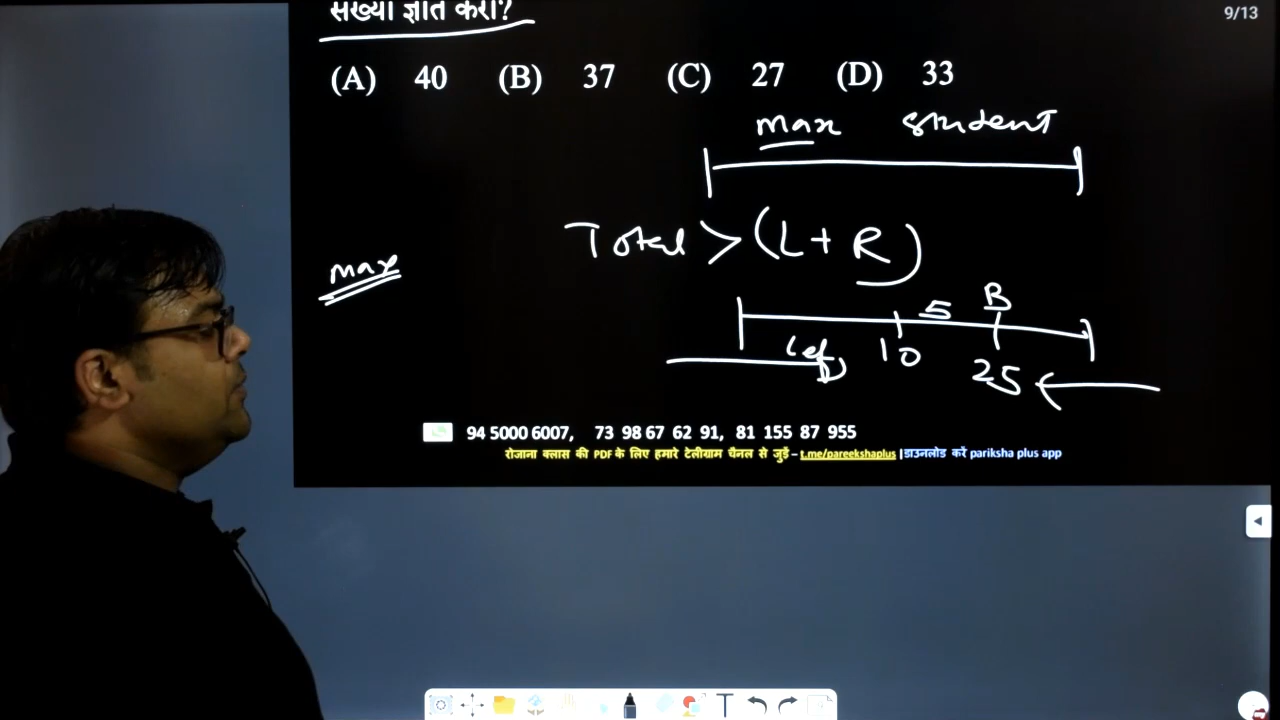 संख्या ज्ञात करो?
9/13
(A) 40 (B) 37 (C) 27 (D) 33
max student
Total > (L + R)
max
5 B
Left 10 25
94 5000 6007, 73 98 67 62 91, 81 155 87 955
रोजाना क्लास की PDF के लिए हमारे टेलीग्राम चैनल से जुड़ें – t.me/pareekshaplus |डाउनलोड करें pariksha plus app
T